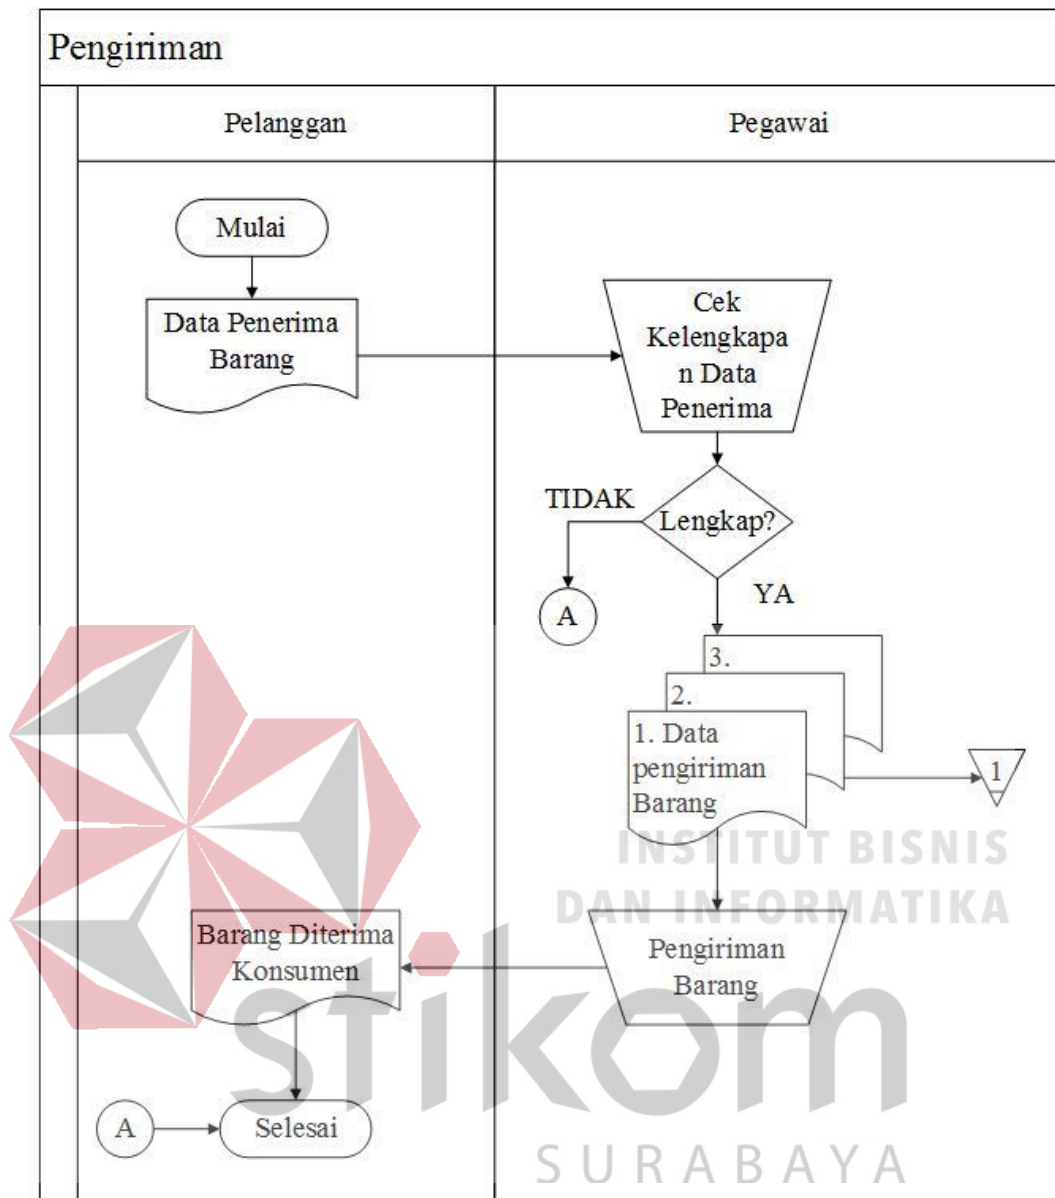 Pengiriman
Pelanggan
Pegawai
Mulai
Data Penerima
Barang
Cek
Kelengkapa
n Data
Penerima
TIDAK
Lengkap?
YA
A
3.
2.
1. Data
pengiriman
Barang
1
INSTITUT BISNIS
DAN INFORMATIKA
Barang Diterima
Konsumen
Pengiriman
Barang
stikom
A
Selesai
SURABAYA